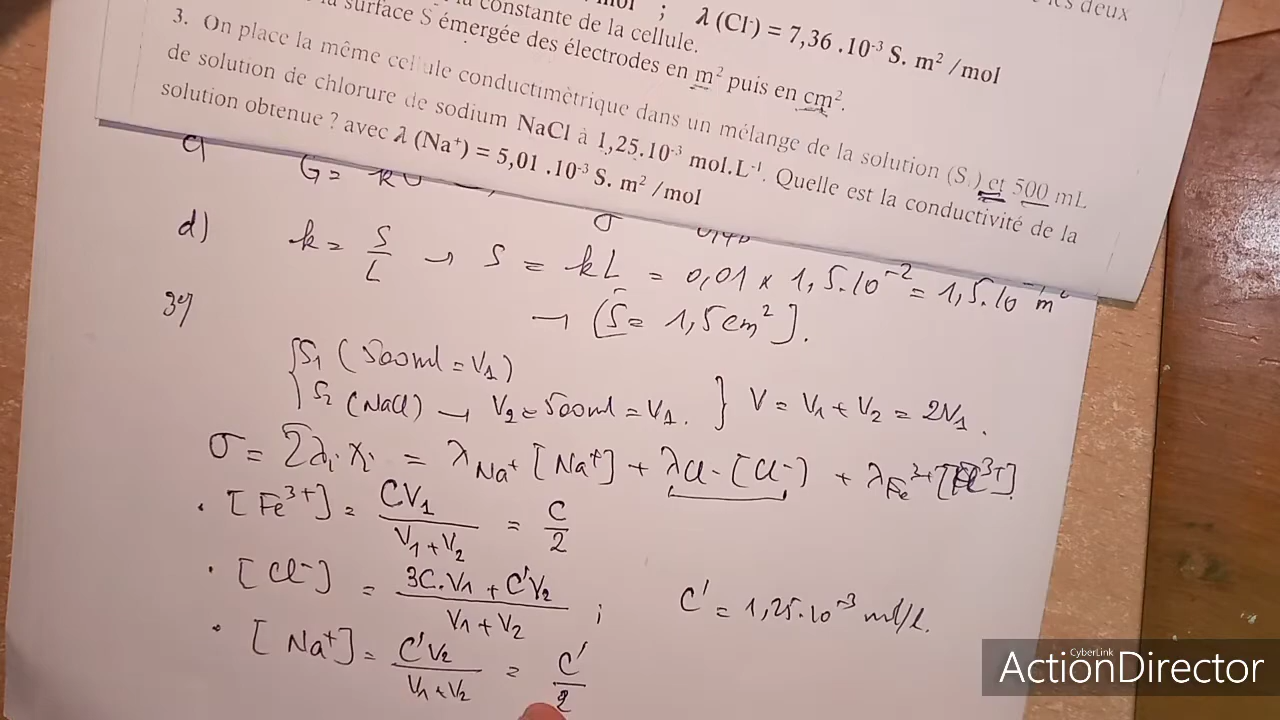 mol ; λ (Cl⁻) = 7,36 .10⁻³ S. m² /mol
la constante de la cellule.
la surface S émergée des électrodes en m² puis en cm².
3. On place la même cellule conductimètrique dans un mélange de la solution (S₁) et 500 mL
de solution de chlorure de sodium NaCl à 1,25.10⁻³ mol.L⁻¹. Quelle est la conductivité de la
solution obtenue ? avec λ (Na⁺) = 5,01 .10⁻³ S. m² /mol
c)
G = kσ
d) k = S/L → S = kL = 0,01 × 1,5.10⁻² = 1,5.10⁻⁴ m²
→ (S = 1,5 cm²).
3°/
{S₁ (500ml = V₁)
S₂ (NaCl) → V₂ = 500ml = V₁. } V = V₁ + V₂ = 2V₁.
σ = Σλᵢ Xᵢ = λNa⁺ [Na⁺] + λCl⁻ [Cl⁻] + λFe³⁺ [Fe³⁺]
. [Fe³⁺] = CV₁/(V₁+V₂) = C/2
. [Cl⁻] = (3C.V₁ + C'V₂)/(V₁+V₂) ; C' = 1,25.10⁻³ mol/l.
. [Na⁺] = C'V₂/(V₁+V₂) = C'/2
CyberLink
ActionDirector